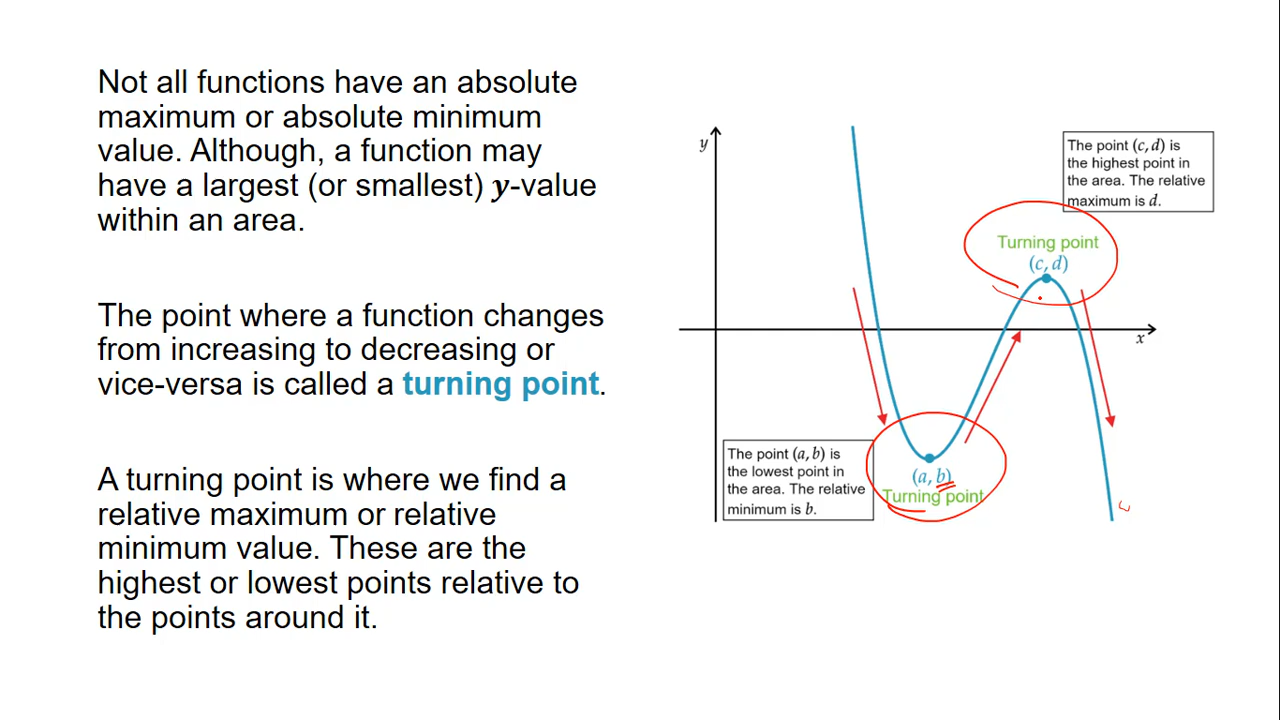 Not all functions have an absolute
maximum or absolute minimum
value. Although, a function may
have a largest (or smallest) y-value
within an area.
The point where a function changes
from increasing to decreasing or
vice-versa is called a turning point.
A turning point is where we find a
relative maximum or relative
minimum value. These are the
highest or lowest points relative to
the points around it.
y
The point (c, d) is
the highest point in
the area. The relative
maximum is d.
Turning point
(c, d)
x
The point (a, b) is
the lowest point in
the area. The relative
minimum is b.
(a, b)
Turning point